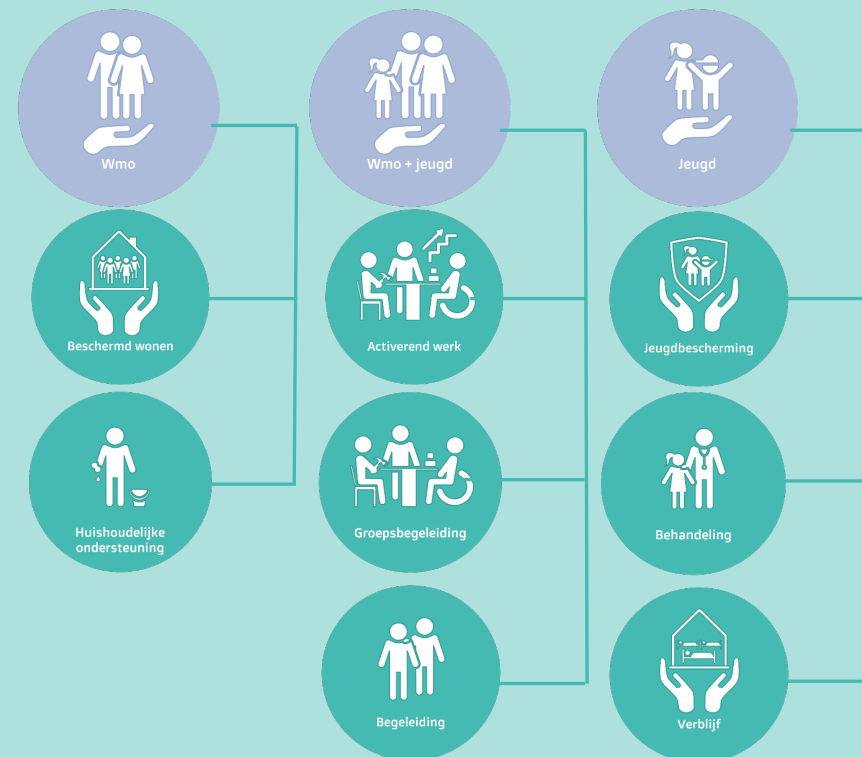 Wmo
Wmo + jeugd
Jeugd
Beschermd wonen
Activerend werk
Jeugdbescherming
Huishoudelijke
ondersteuning
Groepsbegeleiding
Behandeling
Begeleiding
Verblijf